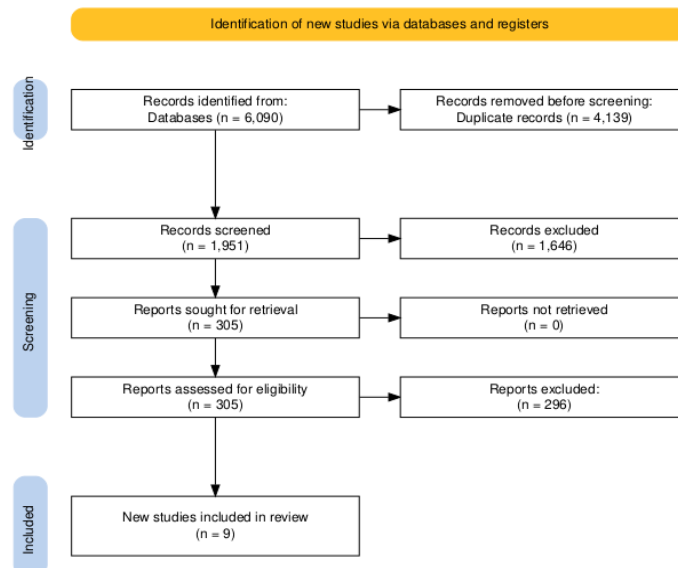 Identification of new studies via databases and registers
Identification
Records identified from:
Databases (n = 6,090)
Records removed before screening:
Duplicate records (n = 4,139)
Screening
Records screened
(n = 1,951)
Records excluded
(n = 1,646)
Reports sought for retrieval
(n = 305)
Reports not retrieved
(n = 0)
Reports assessed for eligibility
(n = 305)
Reports excluded:
(n = 296)
Included
New studies included in review
(n = 9)